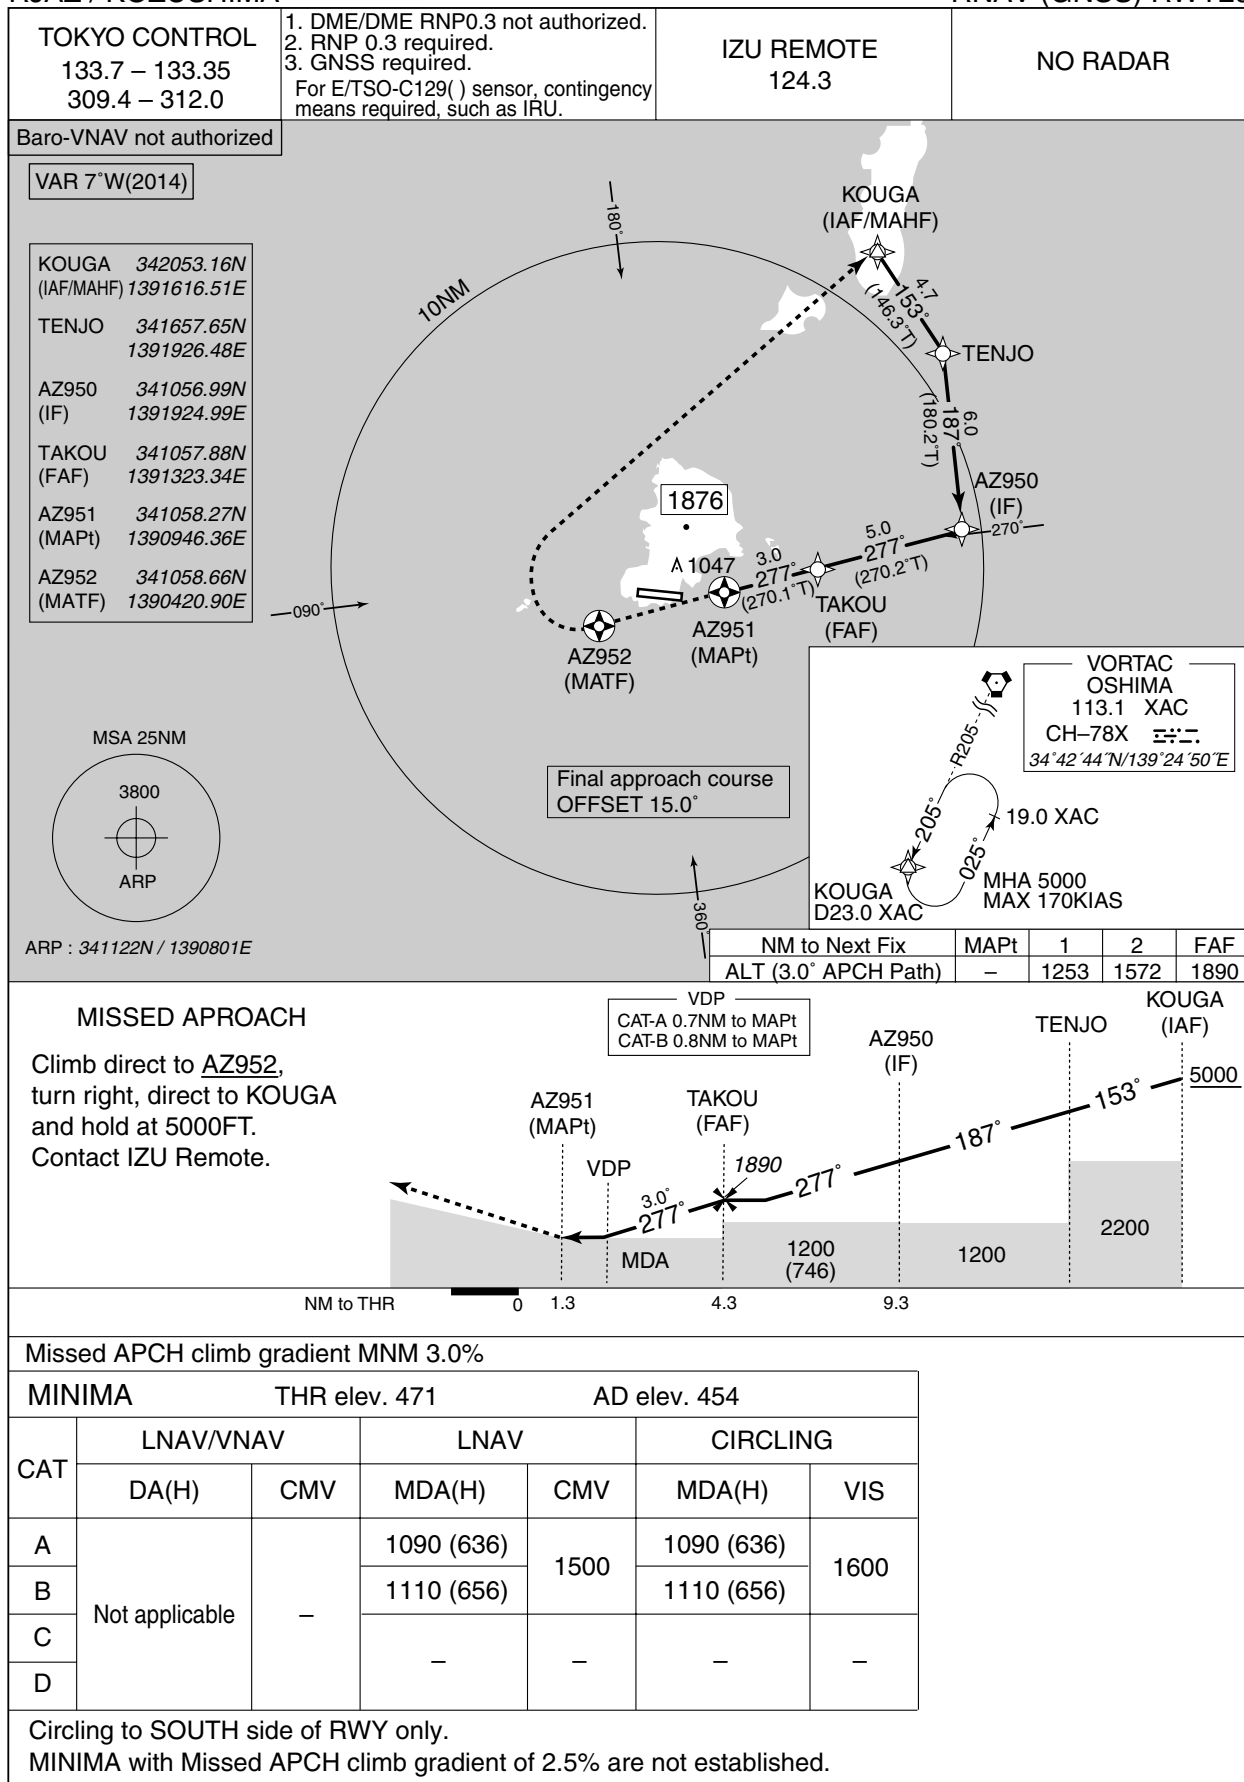 TOKYO CONTROL
133.7 – 133.35
309.4 – 312.0
1. DME/DME RNP0.3 not authorized.
2. RNP 0.3 required.
3. GNSS required.
For E/TSO-C129( ) sensor, contingency
means required, such as IRU.
IZU REMOTE
124.3
NO RADAR
Baro-VNAV not authorized
VAR 7˚W(2014)
KOUGA 342053.16N
(IAF/MAHF) 1391616.51E
TENJO 341657.65N
1391926.48E
AZ950 341056.99N
(IF) 1391924.99E
TAKOU 341057.88N
(FAF) 1391323.34E
AZ951 341058.27N
(MAPt) 1390946.36E
AZ952 341058.66N
(MATF) 1390420.90E
180˚
10NM
KOUGA
(IAF/MAHF)
4.7
153˚
(146.3˚T)
TENJO
6.0
187˚
(180.2˚T)
AZ950
(IF)
270˚
1876
1047
5.0
277˚
(270.2˚T)
3.0
277˚
(270.1˚T)
TAKOU
(FAF)
AZ951
(MAPt)
AZ952
(MATF)
090˚
360˚
MSA 25NM
3800
ARP
ARP : 341122N / 1390801E
Final approach course
OFFSET 15.0˚
VORTAC
OSHIMA
113.1 XAC
CH–78X
34˚42´44˝N/139˚24´50˝E
R205
205˚
025˚
19.0 XAC
KOUGA
D23.0 XAC
MHA 5000
MAX 170KIAS
NM to Next Fix MAPt 1 2 FAF
ALT (3.0˚ APCH Path) – 1253 1572 1890
MISSED APROACH
Climb direct to AZ952,
turn right, direct to KOUGA
and hold at 5000FT.
Contact IZU Remote.
VDP
CAT-A 0.7NM to MAPt
CAT-B 0.8NM to MAPt
AZ951
(MAPt)
VDP
TAKOU
(FAF)
1890
AZ950
(IF)
TENJO
KOUGA
(IAF)
5000
153˚
187˚
277˚
3.0˚
277˚
MDA
1200
(746)
1200
2200
NM to THR 0 1.3 4.3 9.3
Missed APCH climb gradient MNM 3.0%
MINIMA THR elev. 471 AD elev. 454
CAT LNAV/VNAV LNAV CIRCLING
DA(H) CMV MDA(H) CMV MDA(H) VIS
A Not applicable – 1090 (636) 1500 1090 (636) 1600
B 1110 (656) 1110 (656)
C – – – –
D
Circling to SOUTH side of RWY only.
MINIMA with Missed APCH climb gradient of 2.5% are not established.